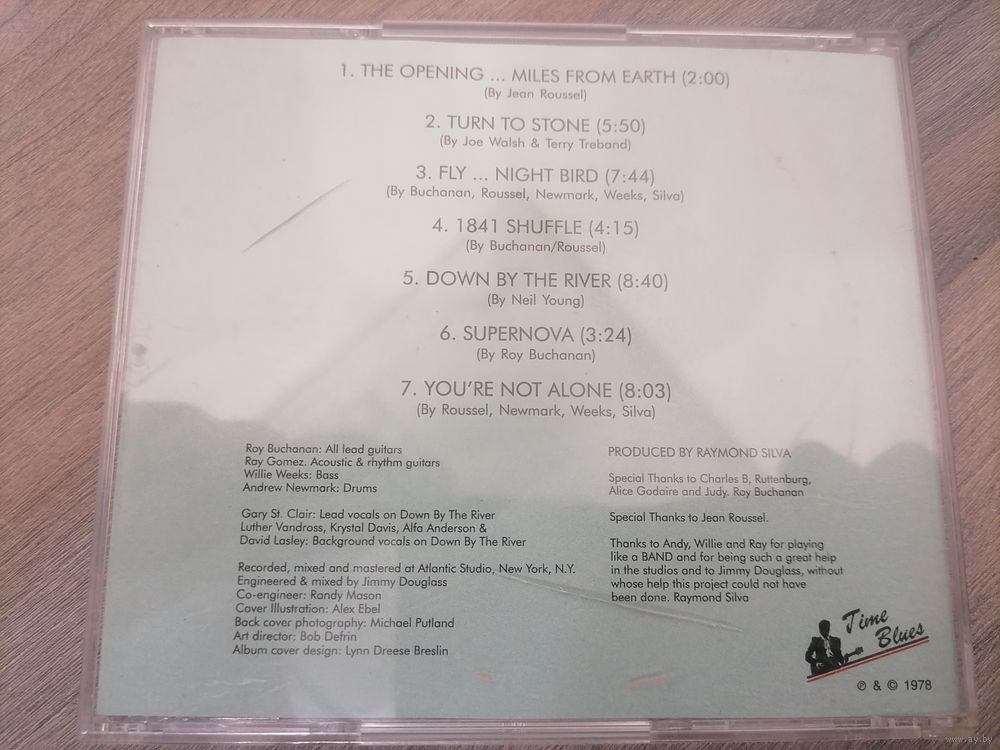 1. THE OPENING ... MILES FROM EARTH (2:00)
(By Jean Roussel)
2. TURN TO STONE (5:50)
(By Joe Walsh & Terry Treband)
3. FLY ... NIGHT BIRD (7:44)
(By Buchanan, Roussel, Newmark, Weeks, Silva)
4. 1841 SHUFFLE (4:15)
(By Buchanan/Roussel)
5. DOWN BY THE RIVER (8:40)
(By Neil Young)
6. SUPERNOVA (3:24)
(By Roy Buchanan)
7. YOU'RE NOT ALONE (8:03)
(By Roussel, Newmark, Weeks, Silva)
Roy Buchanan: All lead guitars
Ray Gomez. Acoustic & rhythm guitars
Willie Weeks: Bass
Andrew Newmark: Drums
Gary St. Clair: Lead vocals on Down By The River
Luther Vandross, Krystal Davis, Alfa Anderson &
David Lasley: Background vocals on Down By The River
Recorded, mixed and mastered at Atlantic Studio, New York, N.Y.
Engineered & mixed by Jimmy Douglass
Co-engineer: Randy Mason
Cover Illustration: Alex Ebel
Back cover photography: Michael Putland
Art director: Bob Defrin
Album cover design: Lynn Dreese Breslin
PRODUCED BY RAYMOND SILVA
Special Thanks to Charles B, Ruttenburg,
Alice Godaire and Judy. Roy Buchanan
Special Thanks to Jean Roussel.
Thanks to Andy, Willie and Ray for playing
like a BAND and for being such a great help
in the studios and to Jimmy Douglass, without
whose help this project could not have
been done. Raymond Silva
Time
Blues
℗ & © 1978
www.ay.by